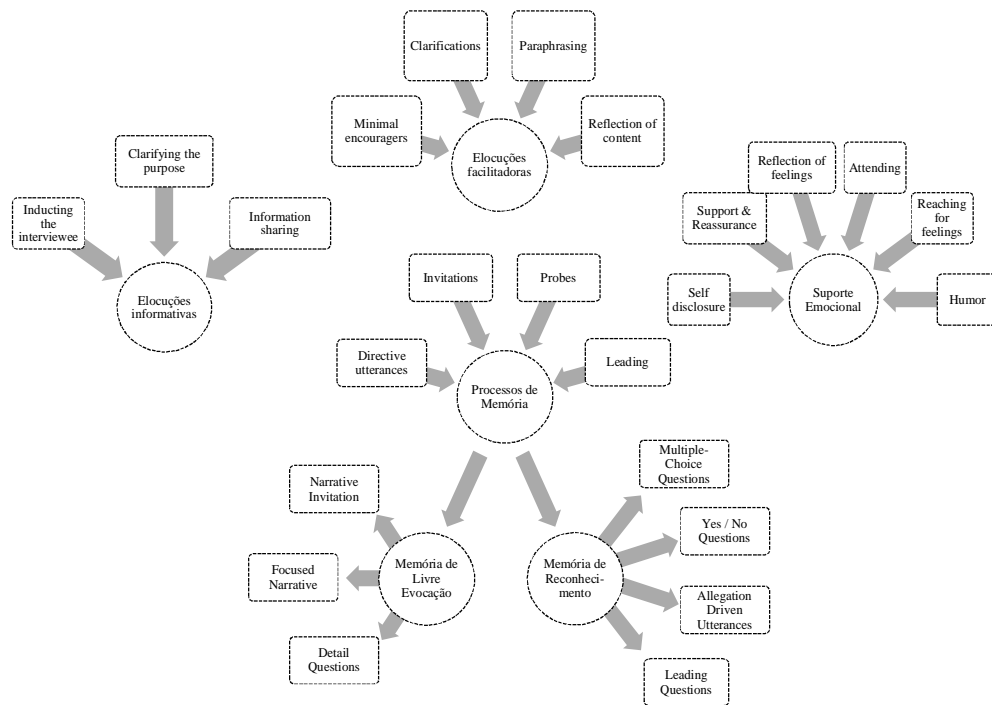 Clarifications
Paraphrasing
Minimal
encouragers
Reflection of
content
Elocuções
facilitadoras
Clarifying the
purpose
Inducting
the
interviewee
Information
sharing
Elocuções
informativas
Reflection of
feelings
Attending
Support &
Reassurance
Reaching
for
feelings
Self
disclosure
Humor
Suporte
Emocional
Invitations
Probes
Directive
utterances
Leading
Processos de
Memória
Narrative
Invitation
Focused
Narrative
Detail
Questions
Memória de
Livre
Evocação
Multiple-
Choice
Questions
Yes / No
Questions
Allegation
Driven
Utterances
Leading
Questions
Memória de
Reconheci-
mento